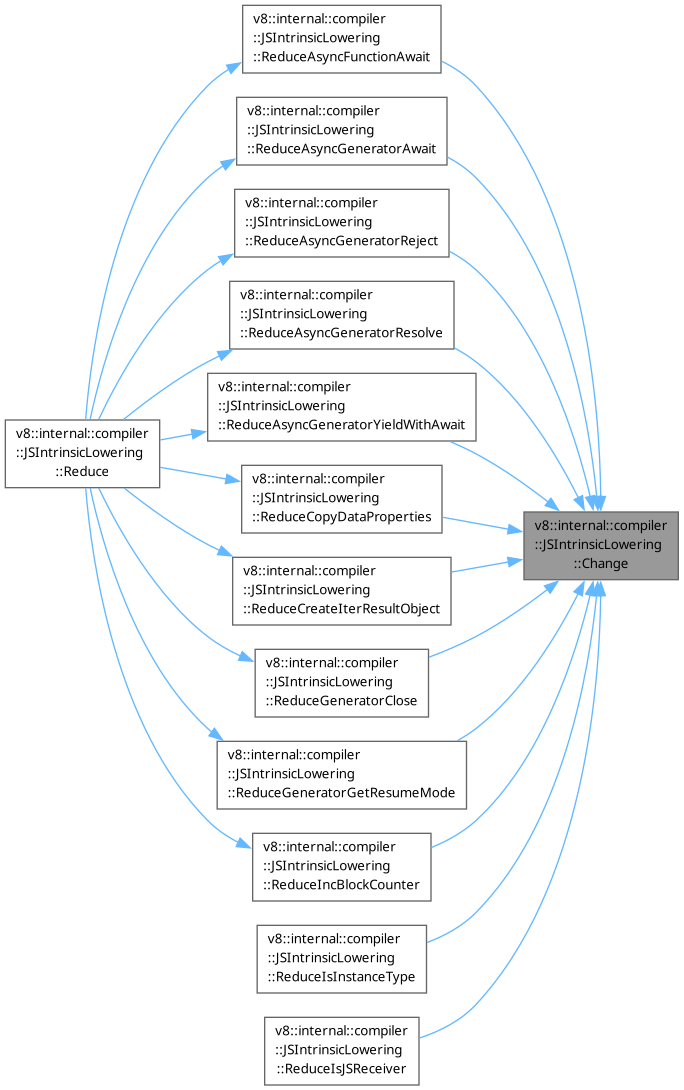 v8::internal::compiler
::JSIntrinsicLowering
::ReduceAsyncFunctionAwait
v8::internal::compiler
::JSIntrinsicLowering
::ReduceAsyncGeneratorAwait
v8::internal::compiler
::JSIntrinsicLowering
::ReduceAsyncGeneratorReject
v8::internal::compiler
::JSIntrinsicLowering
::ReduceAsyncGeneratorResolve
v8::internal::compiler
::JSIntrinsicLowering
::ReduceAsyncGeneratorYieldWithAwait
v8::internal::compiler
::JSIntrinsicLowering
::Reduce
v8::internal::compiler
::JSIntrinsicLowering
::ReduceCopyDataProperties
v8::internal::compiler
::JSIntrinsicLowering
::Change
v8::internal::compiler
::JSIntrinsicLowering
::ReduceCreateIterResultObject
v8::internal::compiler
::JSIntrinsicLowering
::ReduceGeneratorClose
v8::internal::compiler
::JSIntrinsicLowering
::ReduceGeneratorGetResumeMode
v8::internal::compiler
::JSIntrinsicLowering
::ReduceIncBlockCounter
v8::internal::compiler
::JSIntrinsicLowering
::ReduceIsInstanceType
v8::internal::compiler
::JSIntrinsicLowering
::ReduceIsJSReceiver